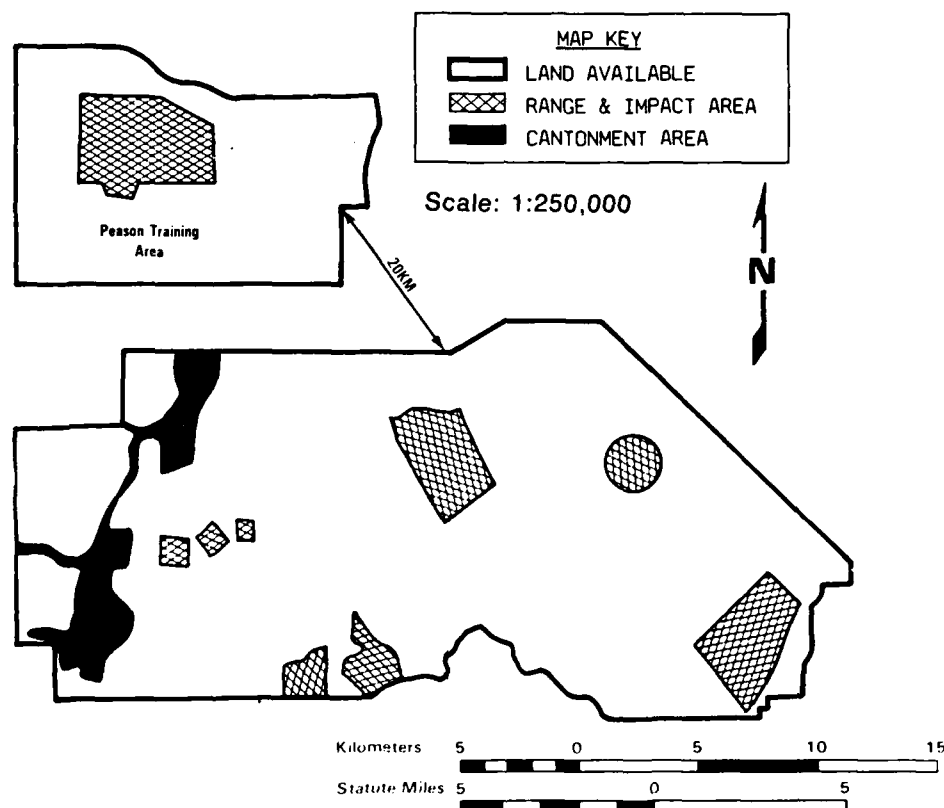 MAP KEY
LAND AVAILABLE
RANGE & IMPACT AREA
CANTONMENT AREA
Scale: 1:250,000
Peason Training
Area
20KM
N
Kilometers 5 0 5 10 15
Statute Miles 5 0 5